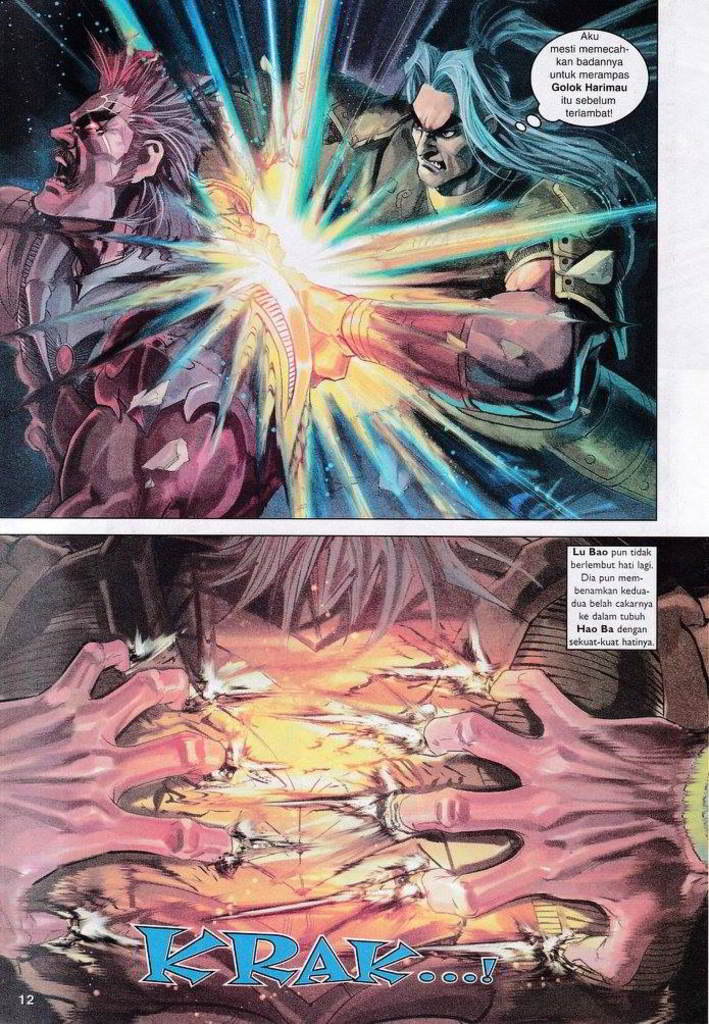 Aku
mesti memecah-
kan badannya
untuk merampas
Golok Harimau
itu sebelum
terlambat!
Lu Bao pun tidak
berlembut hati lagi.
Dia pun mem-
benamkan kedua-
dua belah cakarnya
ke dalam tubuh
Hao Ba dengan
sekuat-kuat hatinya.
KRAK...!
12